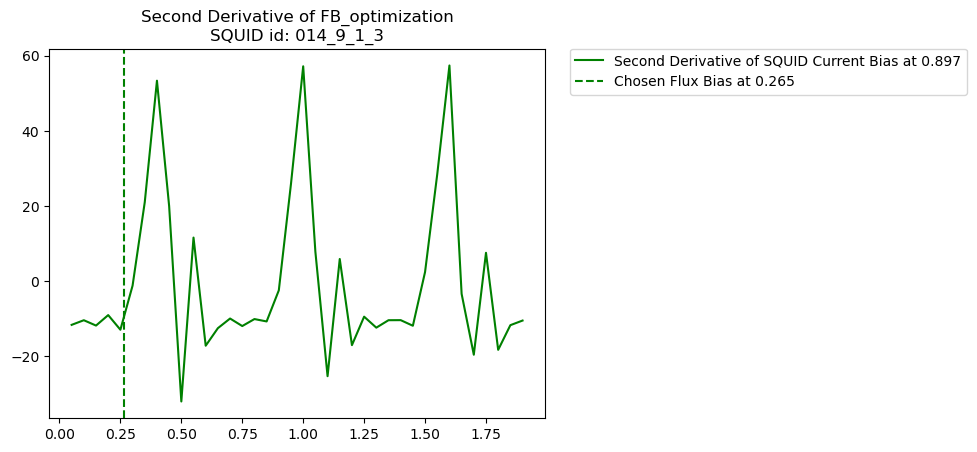 Second Derivative of FB_optimization
SQUID id: 014_9_1_3
60
40
20
0
−20
0.00 0.25 0.50 0.75 1.00 1.25 1.50 1.75
Second Derivative of SQUID Current Bias at 0.897
Chosen Flux Bias at 0.265